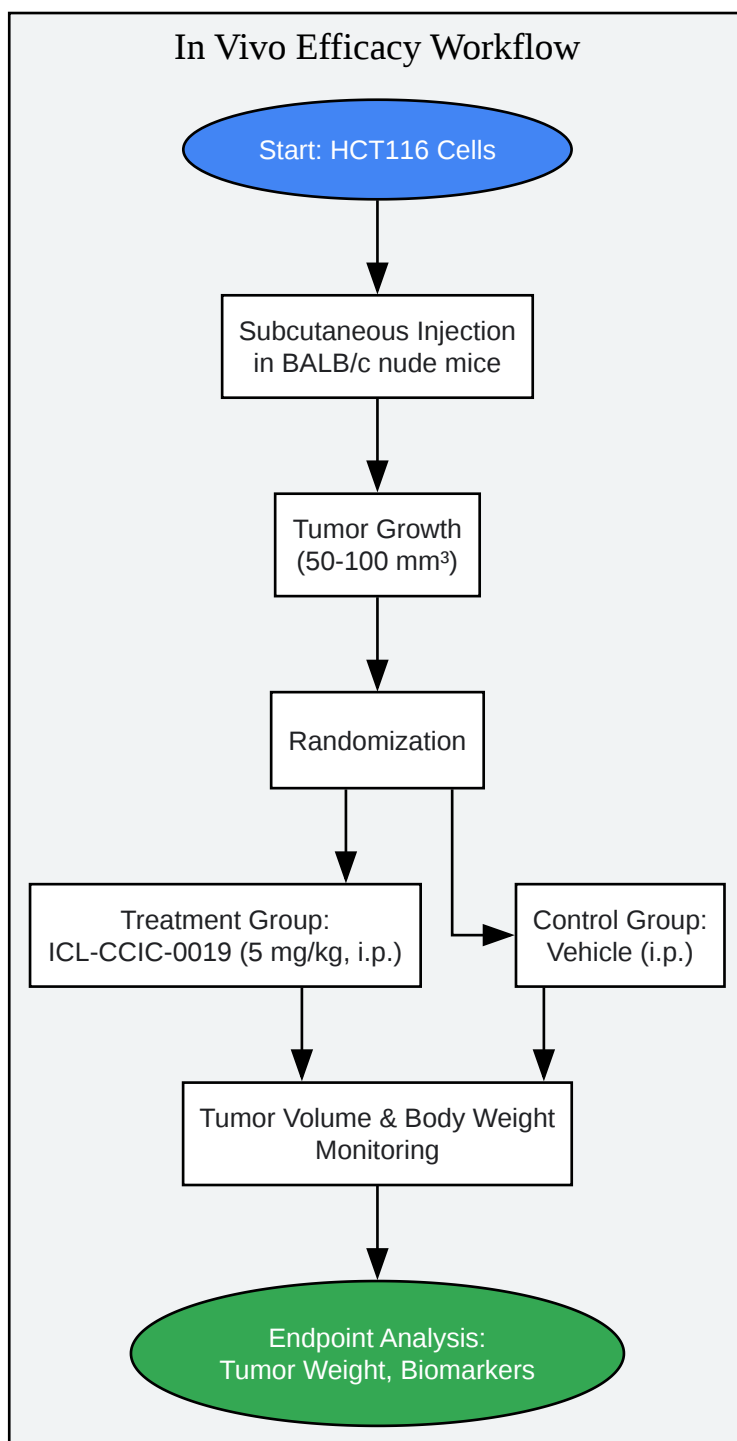 In Vivo Efficacy Workflow
Start: HCT116 Cells
Subcutaneous Injection
in BALB/c nude mice
Tumor Growth
(50-100 mm³)
Randomization
Treatment Group:
ICL-CCIC-0019 (5 mg/kg, i.p.)
Control Group:
Vehicle (i.p.)
Tumor Volume & Body Weight
Monitoring
Endpoint Analysis:
Tumor Weight, Biomarkers